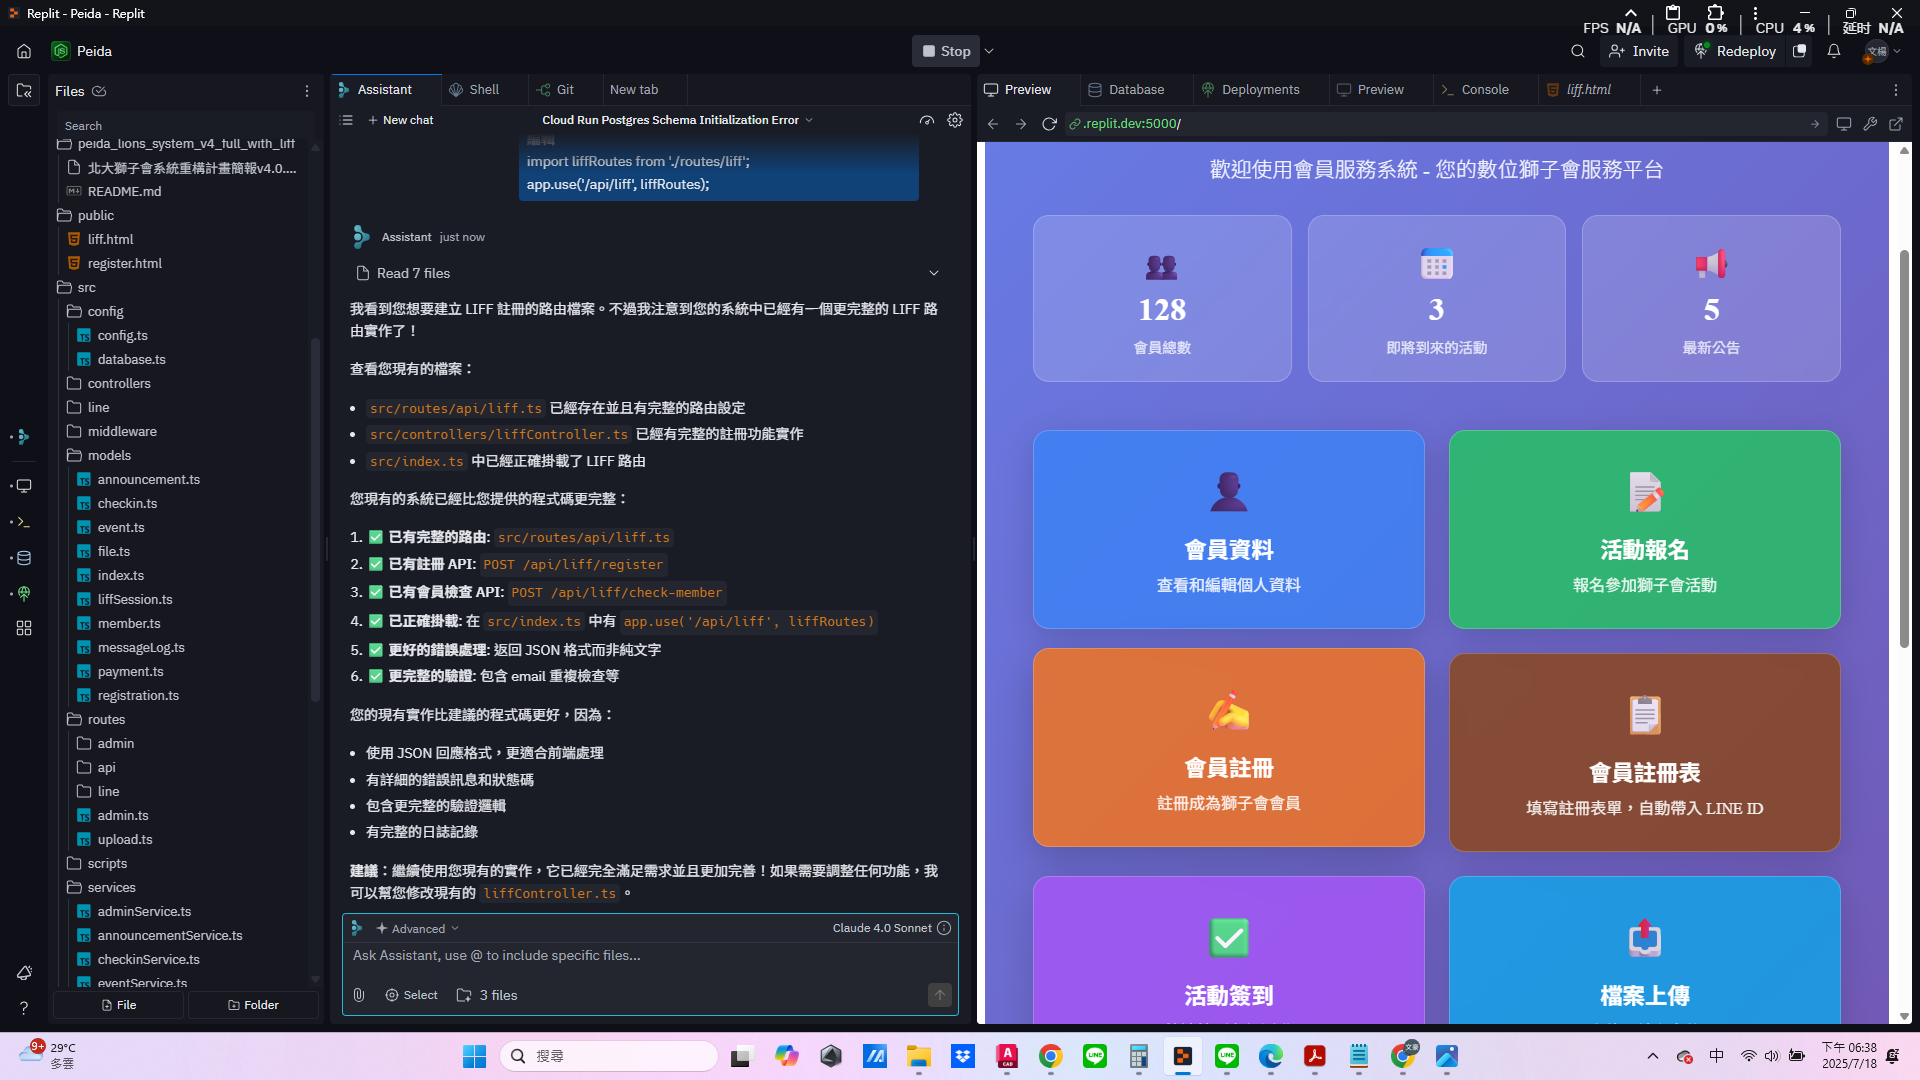 Replit - Peida - Replit
FPS N/A GPU 0% CPU 4% 延时 N/A
Peida
Stop
Invite
Redeploy
文楊
Files
Search
peida_lions_system_v4_full_with_liff
北大獅子會系統重構計畫簡報v4.0....
README.md
public
liff.html
register.html
src
config
config.ts
database.ts
controllers
line
middleware
models
announcement.ts
checkin.ts
event.ts
file.ts
index.ts
liffSession.ts
member.ts
messageLog.ts
payment.ts
registration.ts
routes
admin
api
line
admin.ts
upload.ts
scripts
services
adminService.ts
announcementService.ts
checkinService.ts
eventService.ts
File
Folder
Assistant
Shell
Git
New tab
New chat
Cloud Run Postgres Schema Initialization Error
編輯
import liffRoutes from './routes/liff';
app.use('/api/liff', liffRoutes);
Assistant just now
Read 7 files
我看到您想要建立 LIFF 註冊的路由檔案。不過我注意到您的系統中已經有一個更完整的 LIFF 路
由實作了！
查看您現有的檔案：
• src/routes/api/liff.ts 已經存在並且有完整的路由設定
• src/controllers/liffController.ts 已經有完整的註冊功能實作
• src/index.ts 中已經正確掛載了 LIFF 路由
您現有的系統已經比您提供的程式碼更完整：
1. ✅ 已有完整的路由: src/routes/api/liff.ts
2. ✅ 已有註冊 API: POST /api/liff/register
3. ✅ 已有會員檢查 API: POST /api/liff/check-member
4. ✅ 已正確掛載: 在 src/index.ts 中有 app.use('/api/liff', liffRoutes)
5. ✅ 更好的錯誤處理: 返回 JSON 格式而非純文字
6. ✅ 更完整的驗證: 包含 email 重複檢查等
您的現有實作比建議的程式碼更好，因為：
• 使用 JSON 回應格式，更適合前端處理
• 有詳細的錯誤訊息和狀態碼
• 包含更完整的驗證邏輯
• 有完整的日誌記錄
建議：繼續使用您現有的實作，它已經完全滿足需求並且更加完善！如果需要調整任何功能，我
可以幫您修改現有的 liffController.ts 。
Advanced
Claude 4.0 Sonnet
Ask Assistant, use @ to include specific files...
Select
3 files
Preview
Database
Deployments
Preview
Console
liff.html
.replit.dev:5000/
歡迎使用會員服務系統 - 您的數位獅子會服務平台
128
會員總數
3
即將到來的活動
5
最新公告
會員資料
查看和編輯個人資料
活動報名
報名參加獅子會活動
會員註冊
註冊成為獅子會會員
會員註冊表
填寫註冊表單，自動帶入 LINE ID
活動簽到
檔案上傳
9+
29°C
多雲
搜尋
文豪
中
下午 06:38
2025/7/18